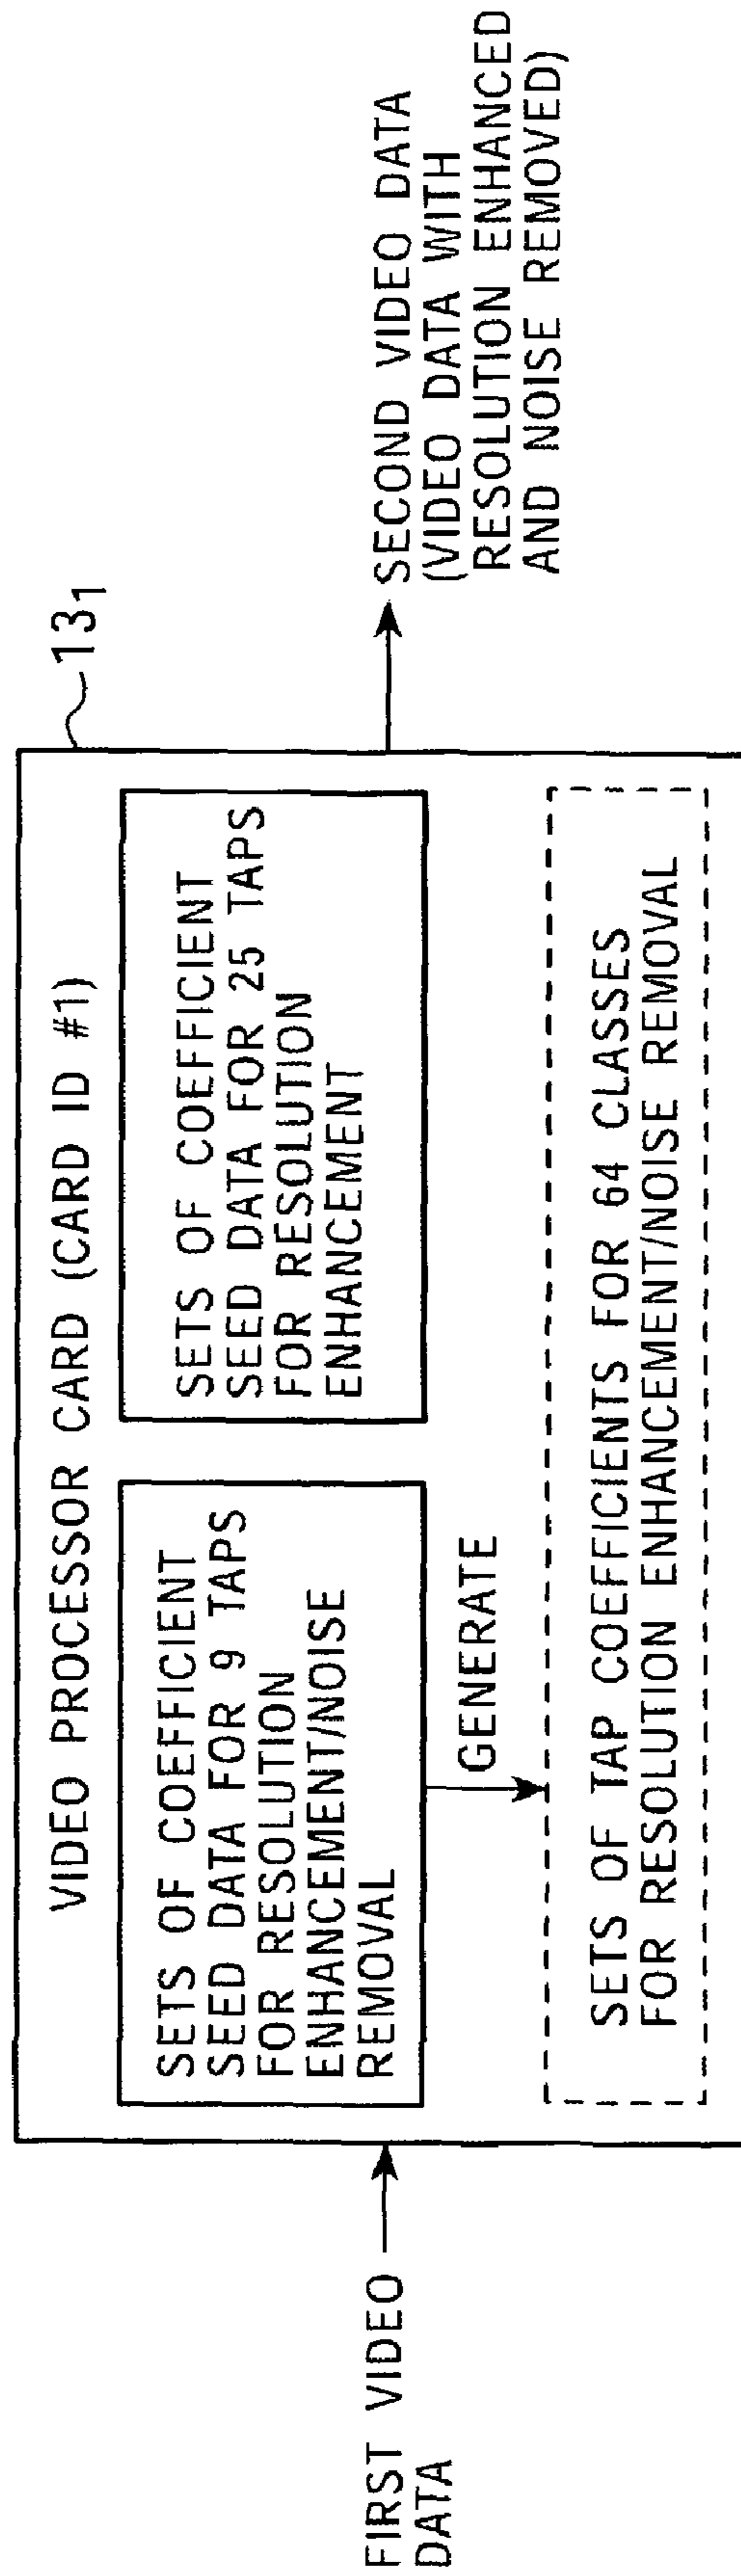 VIDEO PROCESSOR CARD (CARD ID #1)
13₁
SETS OF COEFFICIENT
SEED DATA FOR 9 TAPS
FOR RESOLUTION
ENHANCEMENT/NOISE
REMOVAL
SETS OF COEFFICIENT
SEED DATA FOR 25 TAPS
FOR RESOLUTION
ENHANCEMENT
FIRST VIDEO
DATA
GENERATE
SETS OF TAP COEFFICIENTS FOR 64 CLASSES
FOR RESOLUTION ENHANCEMENT/NOISE REMOVAL
SECOND VIDEO DATA
(VIDEO DATA WITH
RESOLUTION ENHANCED
AND NOISE REMOVED)